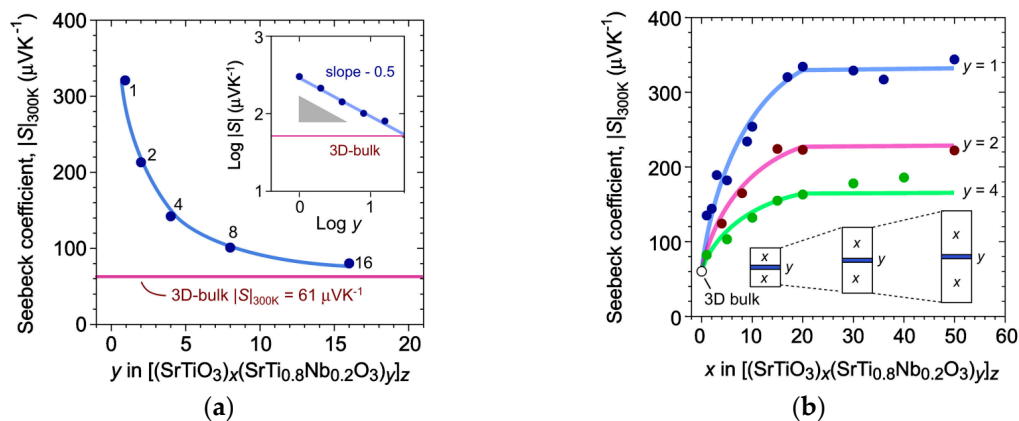 400
300
200
100
0
Seebeck coefficient, |S|300K (μVK-1)
1
2
4
8
16
3D-bulk |S|300K = 61 μVK-1
0 5 10 15 20
y in [(SrTiO3)x(SrTi0.8Nb0.2O3)y]z
3
2
1
Log |S| (μVK-1)
slope - 0.5
3D-bulk
0 1
Log y
(a)
400
300
200
100
0
Seebeck coefficient, |S|300K (μVK-1)
y = 1
y = 2
y = 4
x
y
x
x
y
x
x
y
x
3D bulk
0 10 20 30 40 50 60
x in [(SrTiO3)x(SrTi0.8Nb0.2O3)y]z
(b)